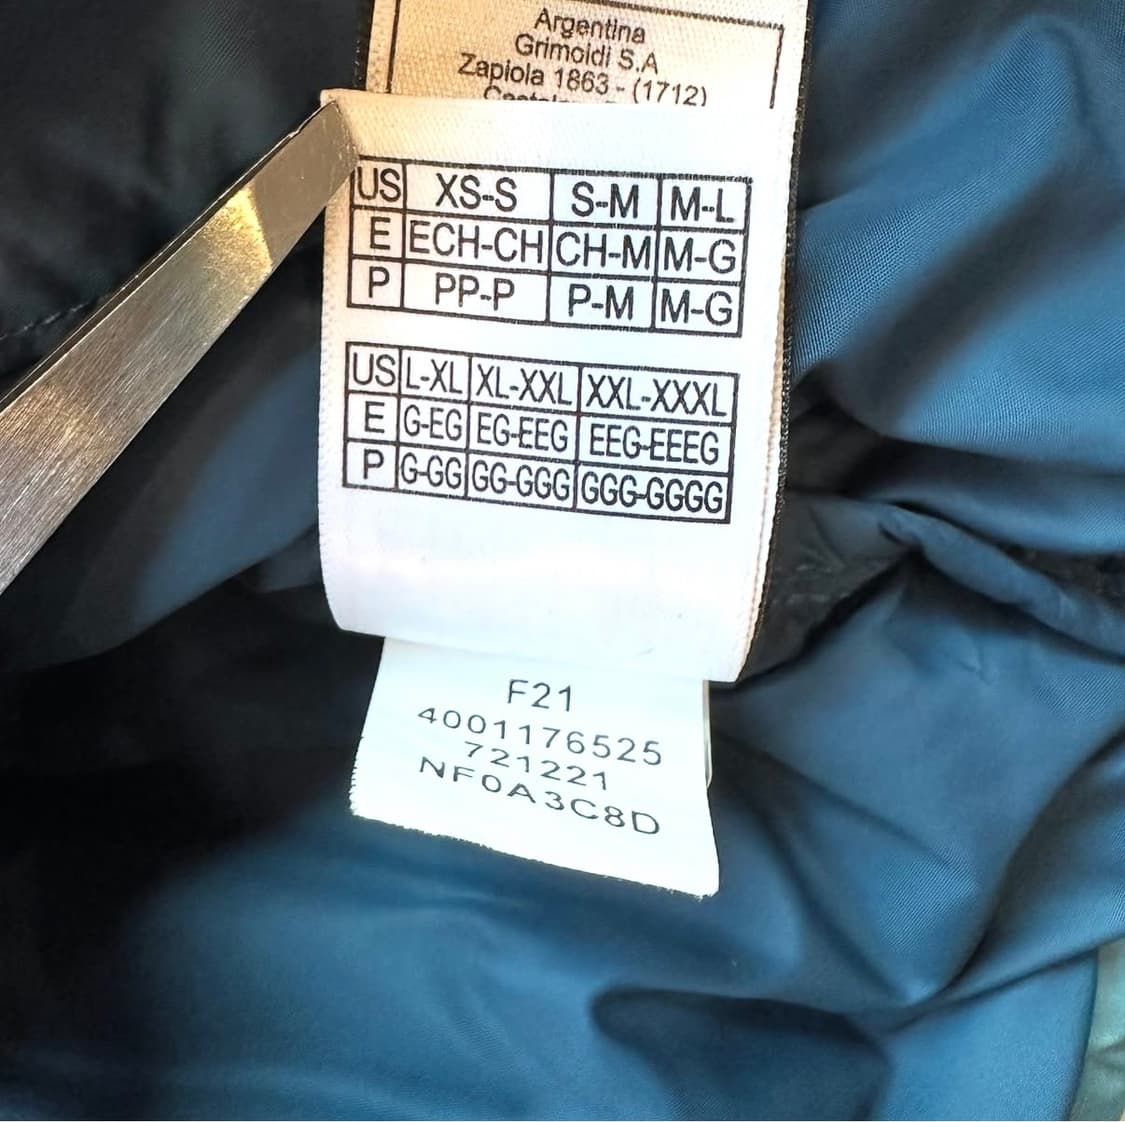 Argentina
Grimoldi S.A
Zapiola 1863 - (1712)
US XS-S S-M M-L
E ECH-CH CH-M M-G
P PP-P P-M M-G
US L-XL XL-XXL XXL-XXXL
E G-EG EG-EEG EEG-EEEG
P G-GG GG-GGG GGG-GGGG
F21
4001176525
721221
NF0A3C8D